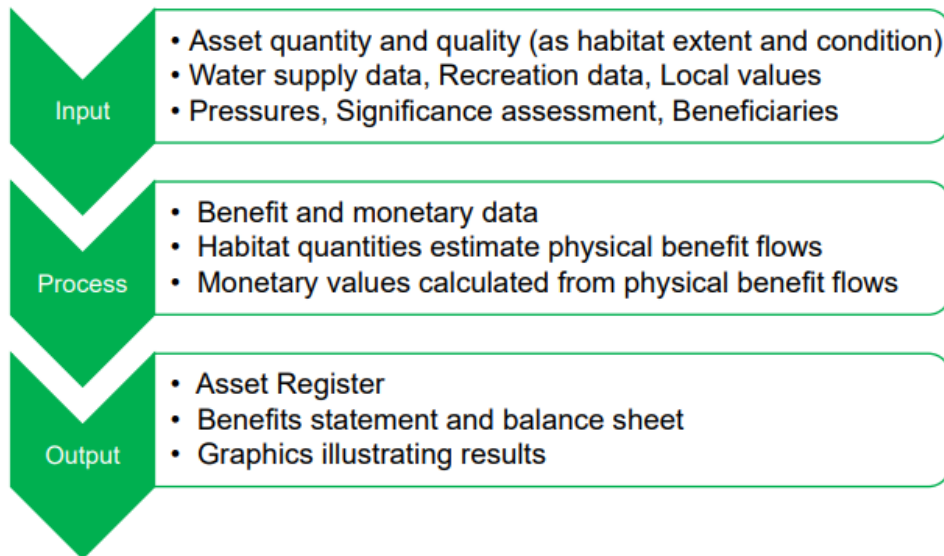 Input
• Asset quantity and quality (as habitat extent and condition)
• Water supply data, Recreation data, Local values
• Pressures, Significance assessment, Beneficiaries
Process
• Benefit and monetary data
• Habitat quantities estimate physical benefit flows
• Monetary values calculated from physical benefit flows
Output
• Asset Register
• Benefits statement and balance sheet
• Graphics illustrating results